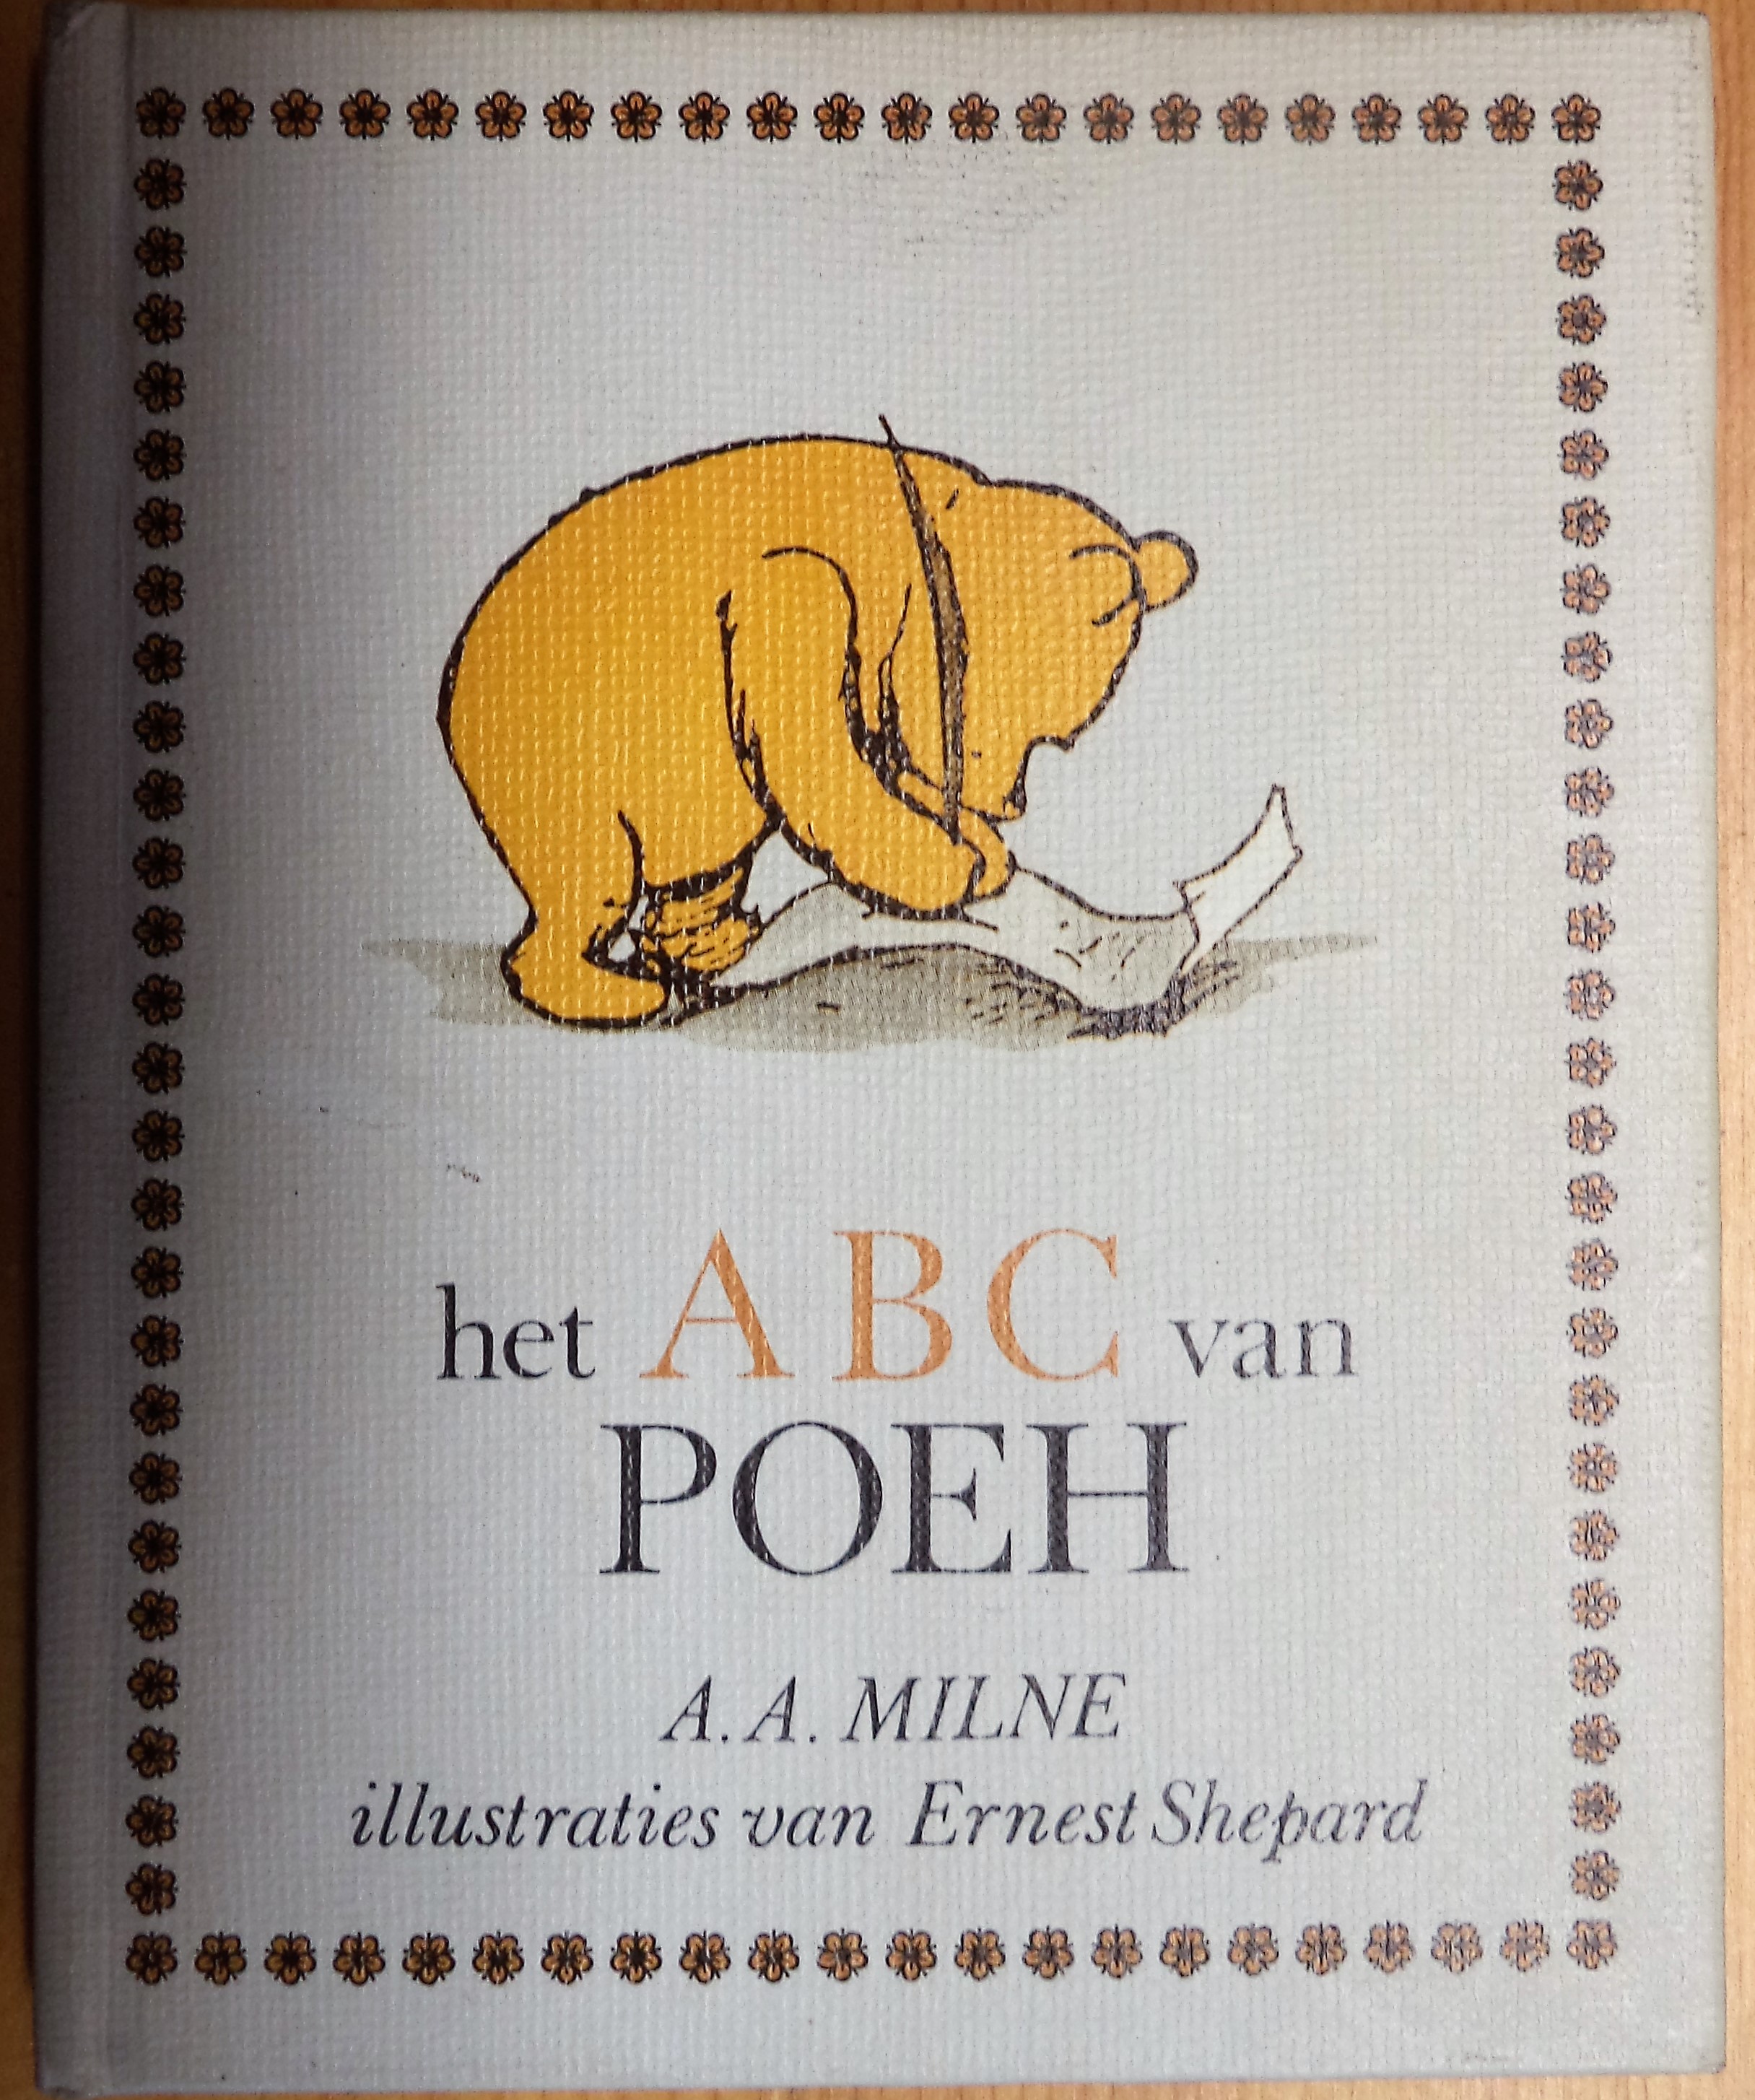 het ABC van
POEH
A. A. MILNE
illustraties van Ernest Shepard